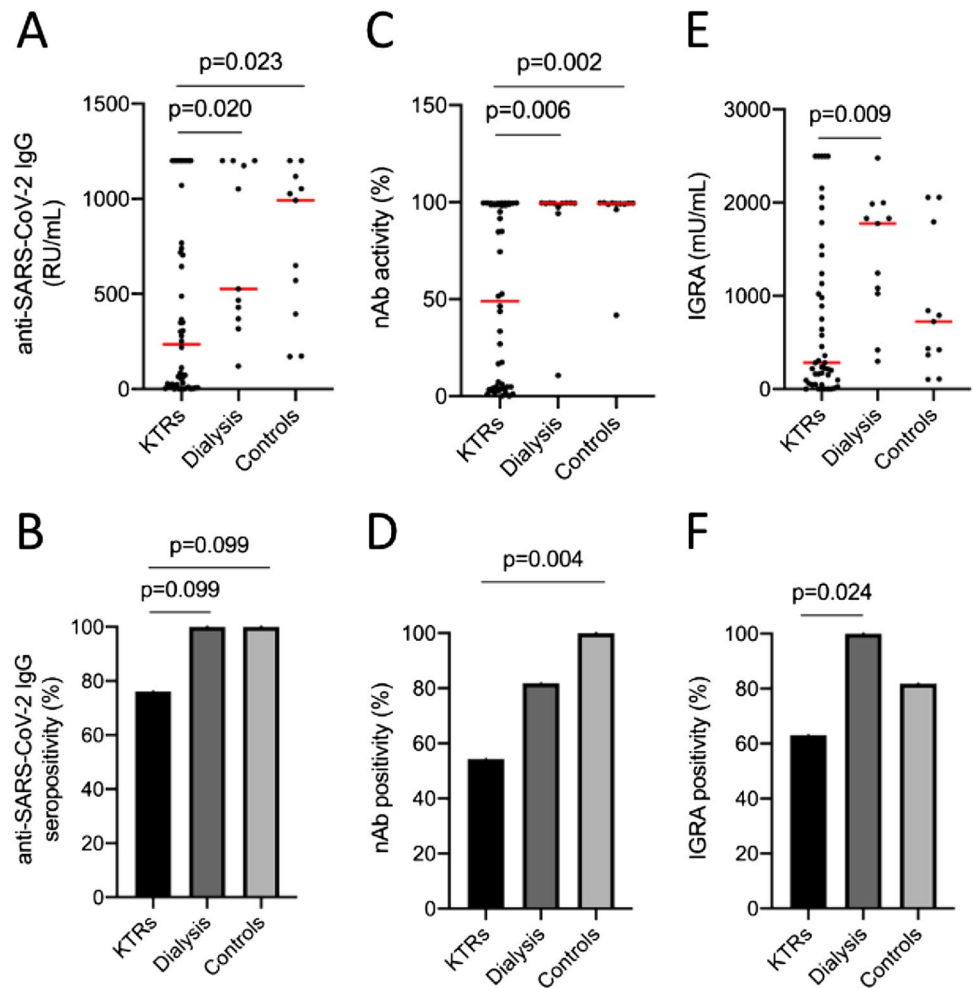 A
p=0.023
p=0.020
1500
1000
500
0
anti-SARS-CoV-2 IgG
(RU/mL)
KTRs
Dialysis
Controls
C
p=0.002
p=0.006
150
100
50
0
nAb activity (%)
KTRs
Dialysis
Controls
E
p=0.009
3000
2000
1000
0
IGRA (mU/mL)
KTRs
Dialysis
Controls
B
p=0.099
p=0.099
100
80
60
40
20
0
anti-SARS-CoV-2 IgG
seropositivity (%)
KTRs
Dialysis
Controls
D
p=0.004
100
80
60
40
20
0
nAb positivity (%)
KTRs
Dialysis
Controls
F
p=0.024
100
80
60
40
20
0
IGRA positivity (%)
KTRs
Dialysis
Controls